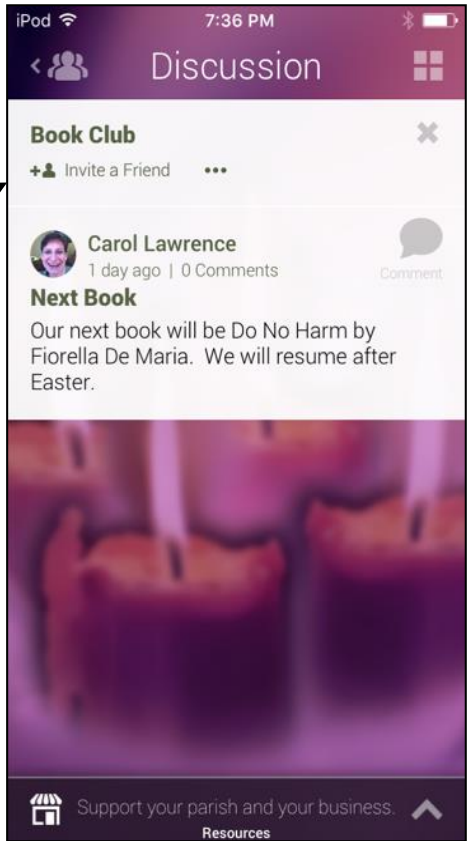 iPod 7:36 PM
Discussion
Book Club
Invite a Friend
Carol Lawrence
1 day ago | 0 Comments
Comment
Next Book
Our next book will be Do No Harm by
Fiorella De Maria.  We will resume after
Easter.
Support your parish and your business.
Resources